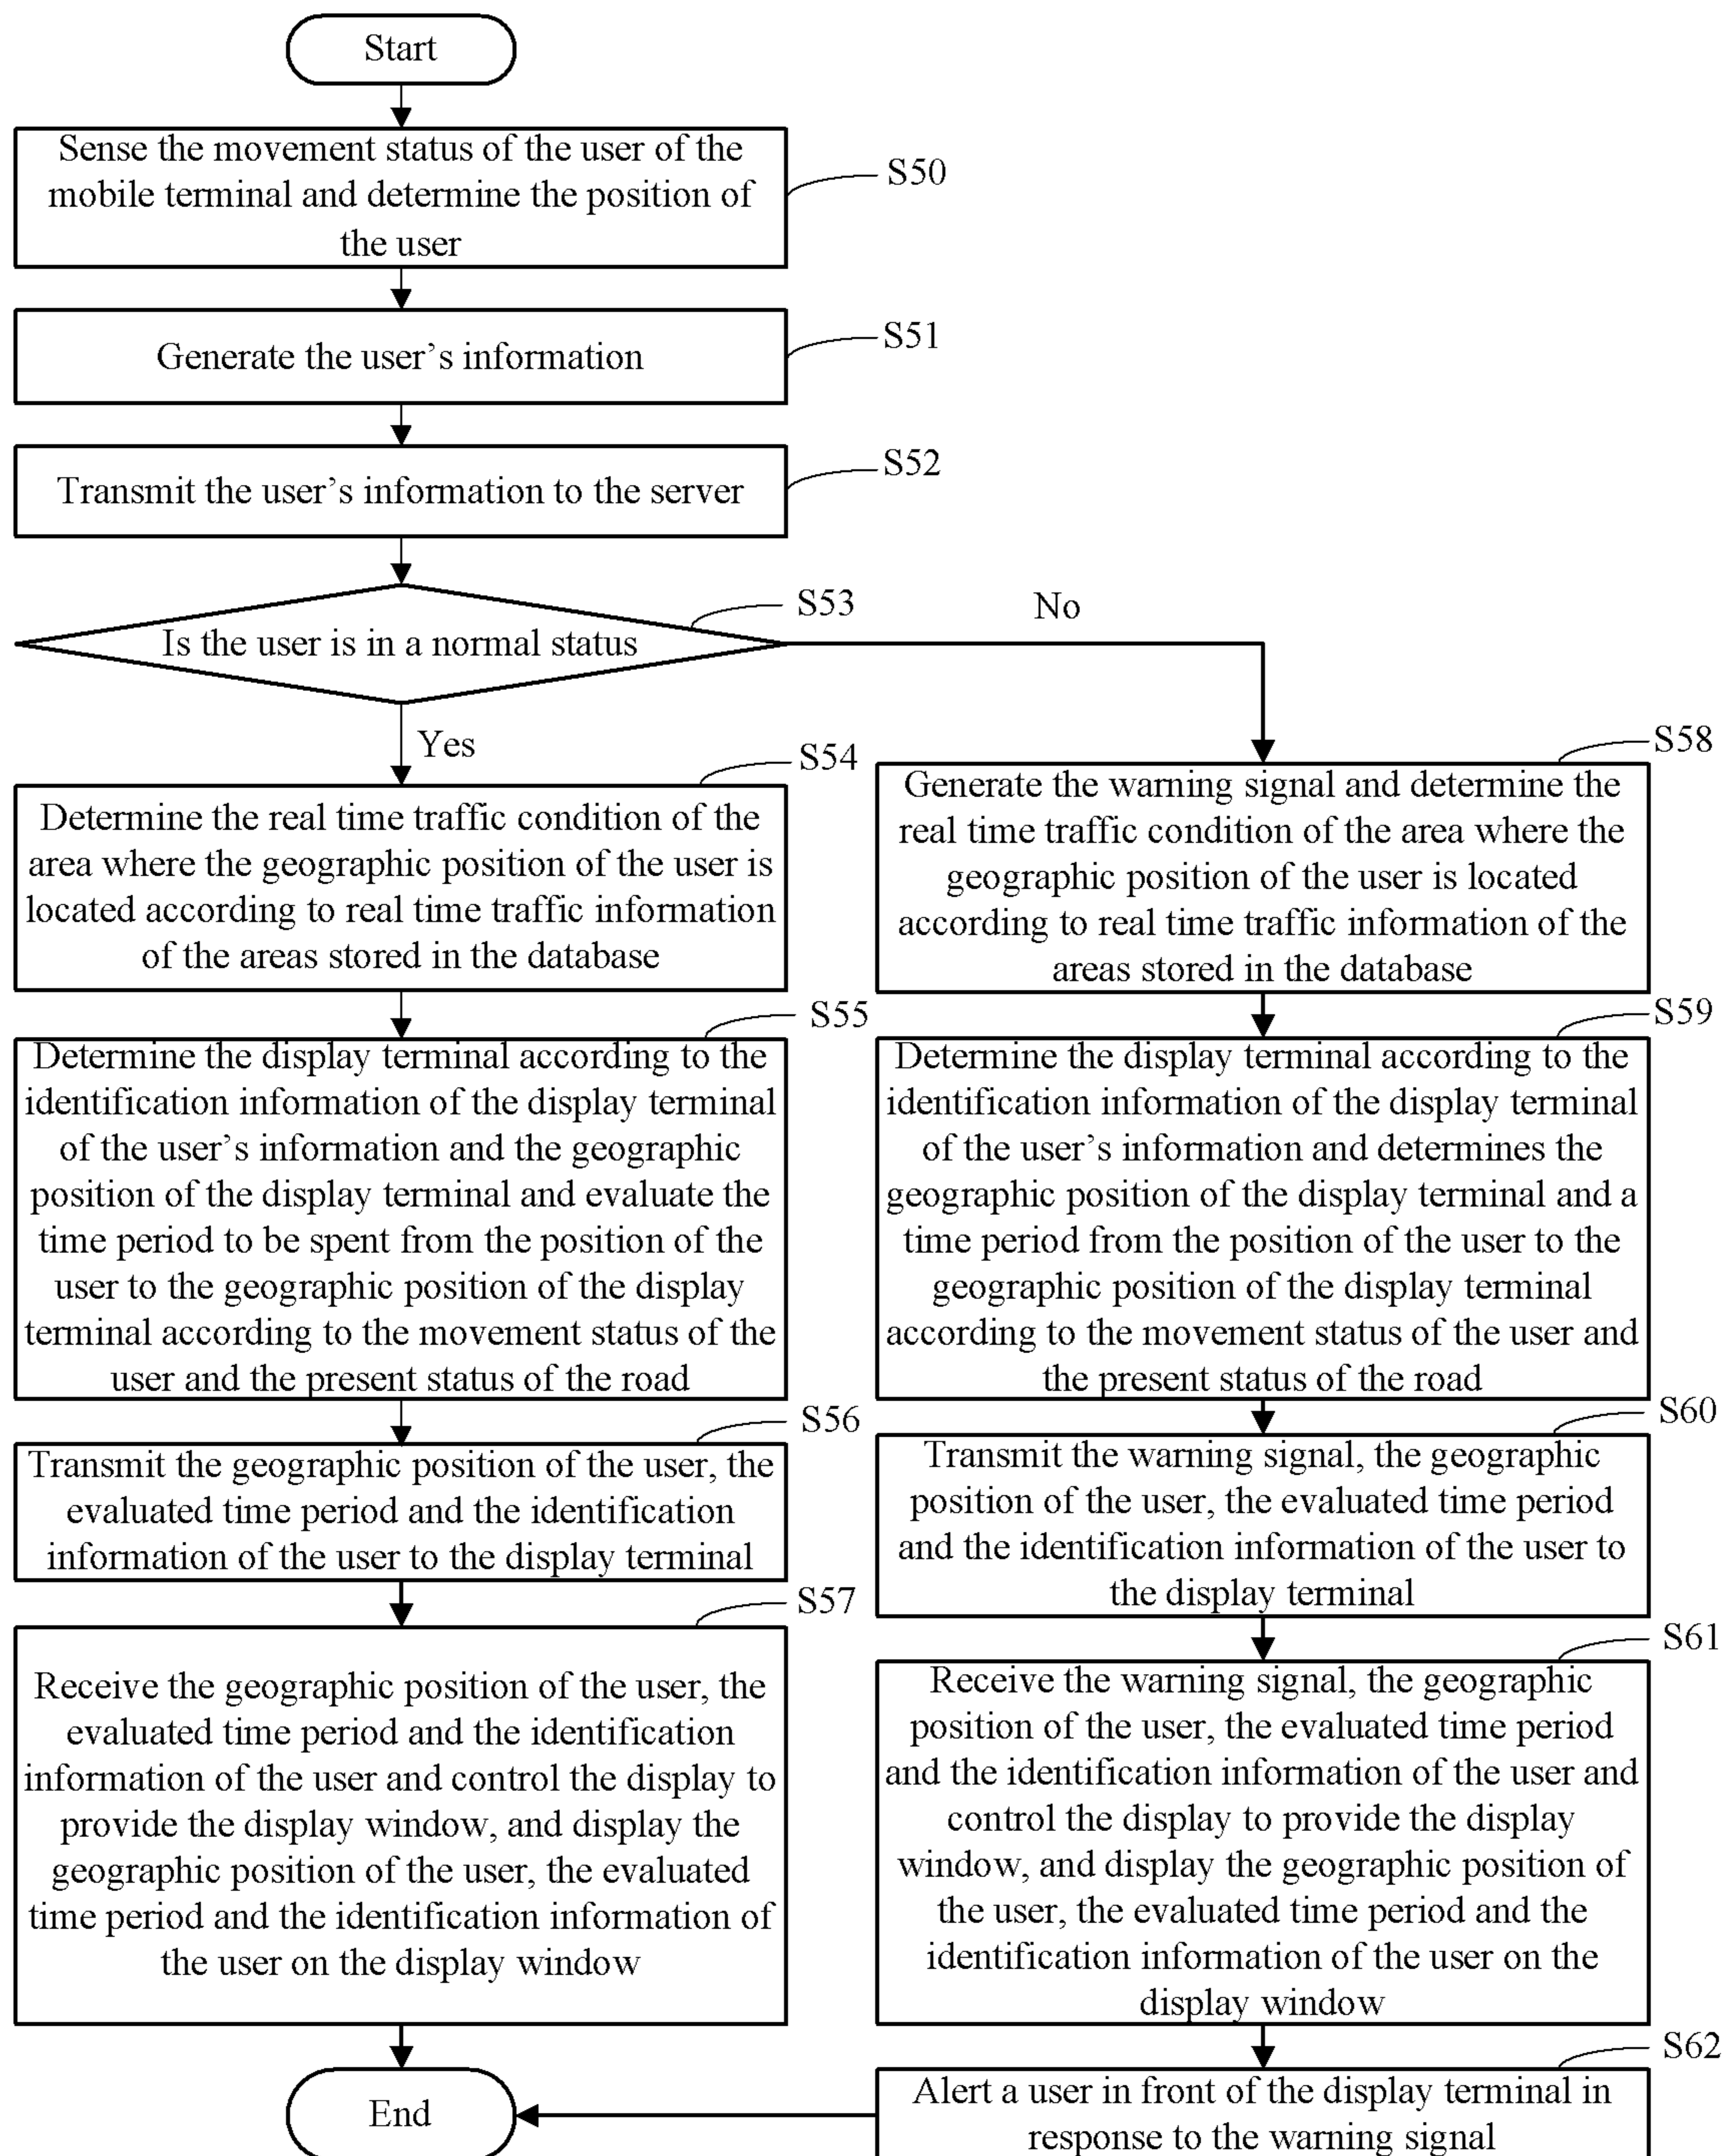 Start
Sense the movement status of the user of the
mobile terminal and determine the position of
the user
S50
Generate the user’s information
S51
Transmit the user’s information to the server
S52
Is the user is in a normal status
S53
No
Yes
S54
Determine the real time traffic condition of the
area where the geographic position of the user is
located according to real time traffic information
of the areas stored in the database
S55
Determine the display terminal according to the
identification information of the display terminal
of the user’s information and the geographic
position of the display terminal and evaluate the
time period to be spent from the position of the
user to the geographic position of the display
terminal according to the movement status of the
user and the present status of the road
S56
Transmit the geographic position of the user, the
evaluated time period and the identification
information of the user to the display terminal
S57
Receive the geographic position of the user, the
evaluated time period and the identification
information of the user and control the display to
provide the display window, and display the
geographic position of the user, the evaluated
time period and the identification information of
the user on the display window
S58
Generate the warning signal and determine the
real time traffic condition of the area where the
geographic position of the user is located
according to real time traffic information of the
areas stored in the database
S59
Determine the display terminal according to the
identification information of the display terminal
of the user’s information and determines the
geographic position of the display terminal and a
time period from the position of the user to the
geographic position of the display terminal
according to the movement status of the user and
the present status of the road
S60
Transmit the warning signal, the geographic
position of the user, the evaluated time period
and the identification information of the user to
the display terminal
S61
Receive the warning signal, the geographic
position of the user, the evaluated time period
and the identification information of the user and
control the display to provide the display
window, and display the geographic position of
the user, the evaluated time period and the
identification information of the user on the
display window
S62
Alert a user in front of the display terminal in
response to the warning signal
End